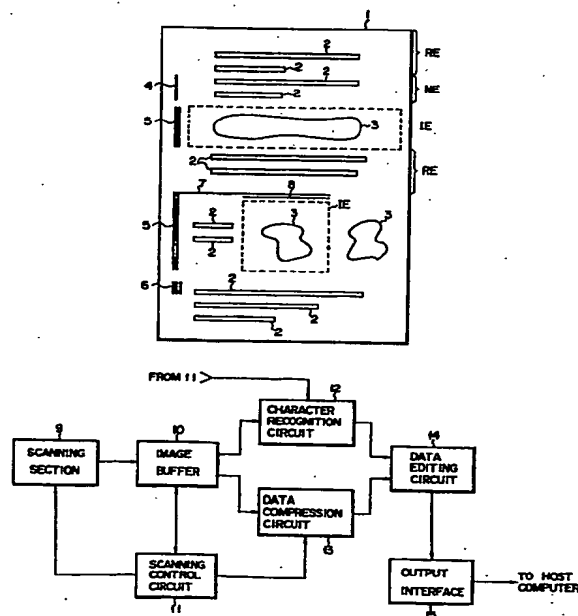 1
2
2
RE
4
2
2
ME
5
3
IE
2
RE
7
8
IE
5
2
3
3
2
6
2
2
2
FROM 11
12
CHARACTER
RECOGNITION
CIRCUIT
9
SCANNING
SECTION
10
IMAGE
BUFFER
14
DATA
EDITING
CIRCUIT
DATA
COMPRESSION
CIRCUIT
13
SCANNING
CONTROL
CIRCUIT
11
OUTPUT
INTERFACE
TO HOST
COMPUTER
15